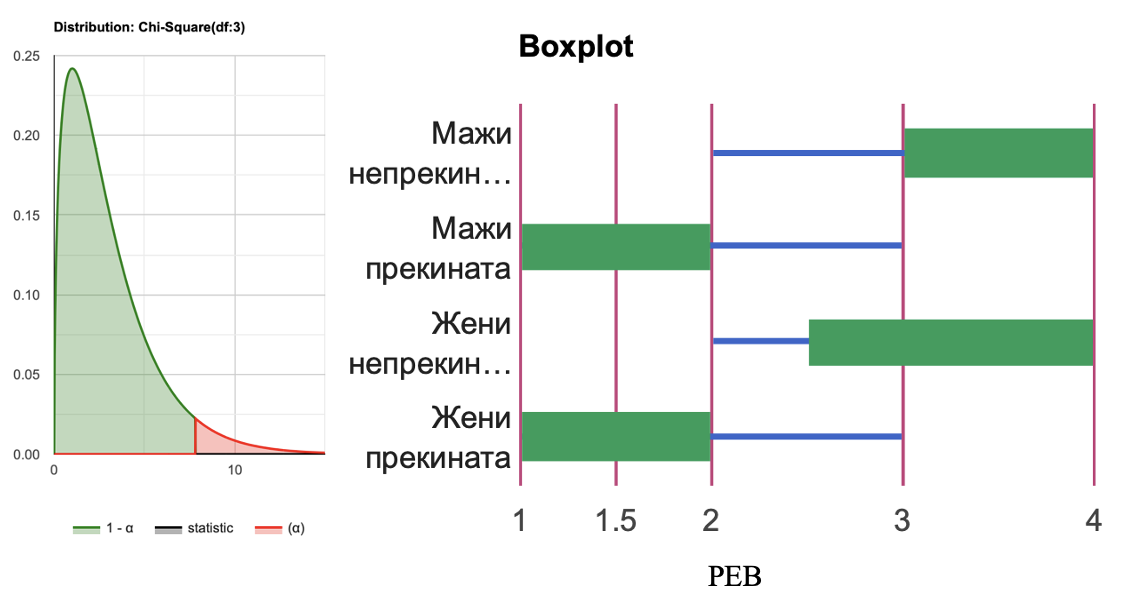 Distribution: Chi-Square(df:3)
0.25
0.20
0.15
0.10
0.05
0.00
0
10
1 - α
statistic
(α)
Boxplot
Мажи
непрекин…
Мажи
прекината
Жени
непрекин…
Жени
прекината
1
1.5
2
3
4
РЕВ